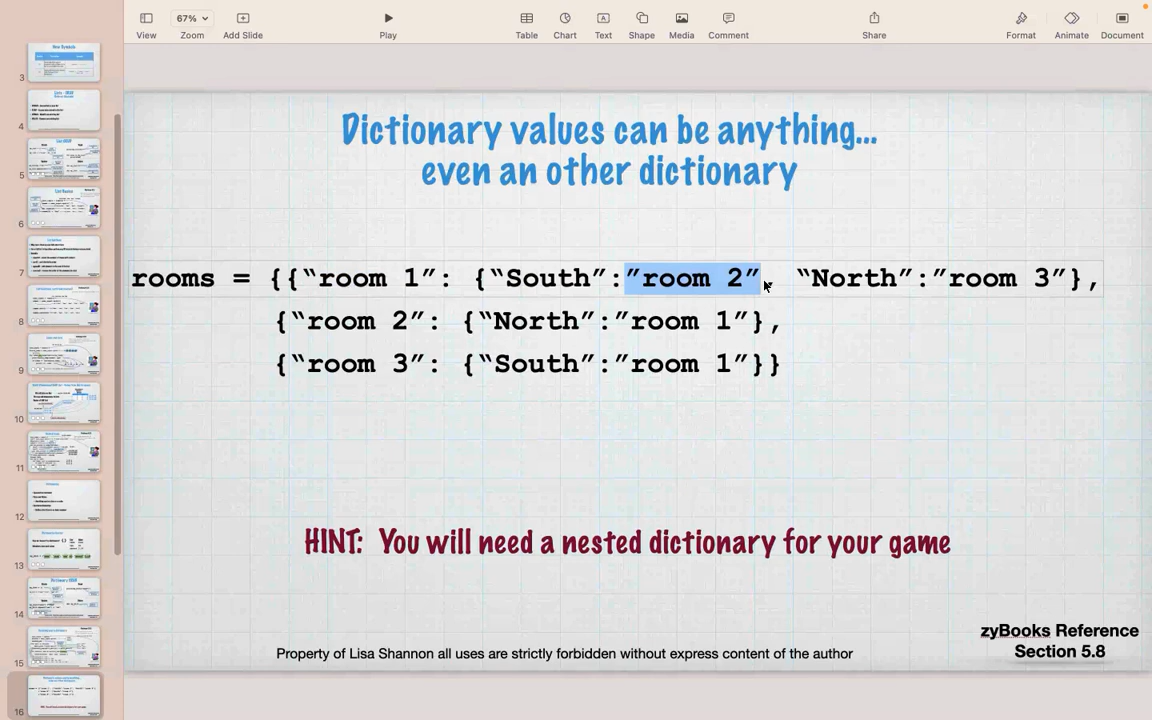 67%
View
Zoom
Add Slide
Play
Table
Chart
Text
Shape
Media
Comment
Share
Format
Animate
Document
3
4
5
6
7
8
9
10
11
12
13
14
15
16
Dictionary values can be anything...
even an other dictionary
rooms = {{“room 1”: {“South”:”room 2”, “North”:”room 3”},
{“room 2”: {“North”:”room 1”},
{“room 3”: {“South”:”room 1”}}
HINT: You will need a nested dictionary for your game
zyBooks Reference
Section 5.8
Property of Lisa Shannon all uses are strictly forbidden without express content of the author